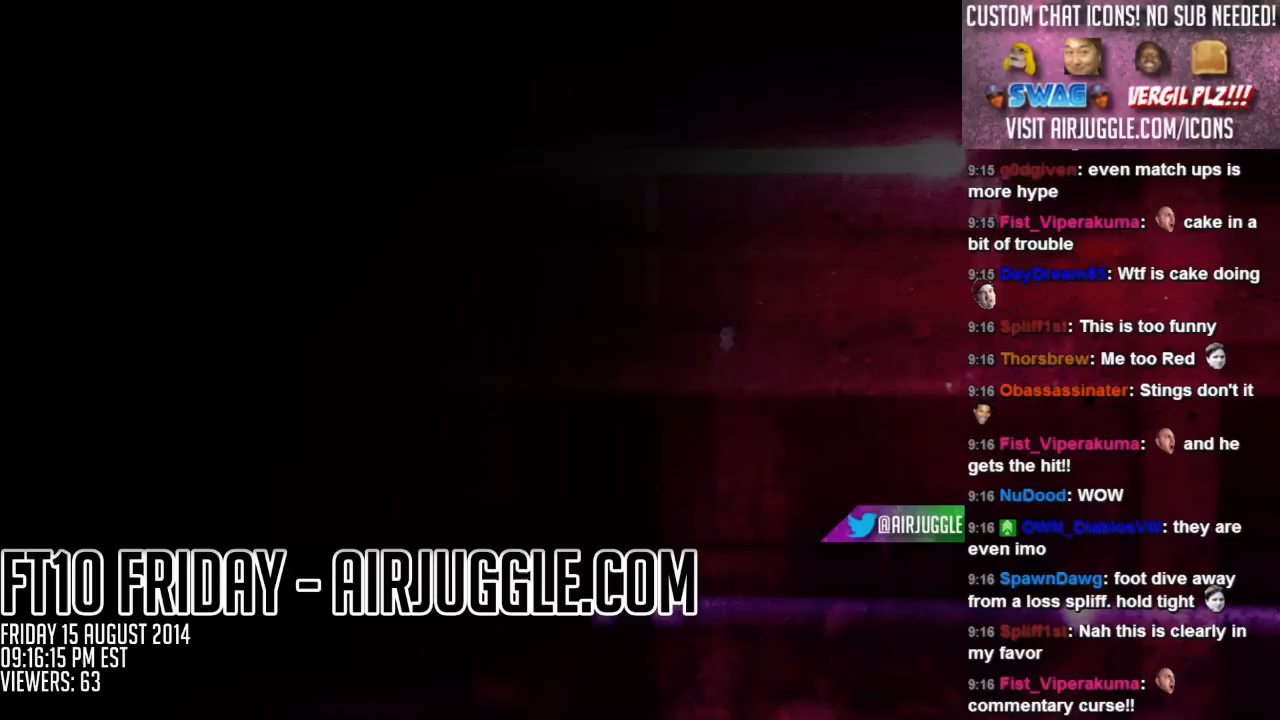 CUSTOM CHAT ICONS! NO SUB NEEDED!
SWAG VERGIL PLZ!!!
VISIT AIRJUGGLE.COM/ICONS
9:15 g0dgiven: even match ups is
more hype
9:15 Fist_Viperakuma: cake in a
bit of trouble
9:15 DayDream85: Wtf is cake doing
9:16 Spliff1st: This is too funny
9:16 Thorsbrew: Me too Red
9:16 Obassassinater: Stings don't it
9:16 Fist_Viperakuma: and he
gets the hit!!
9:16 NuDood: WOW
9:16 OWN_DiablosVIII: they are
even imo
9:16 SpawnDawg: foot dive away
from a loss spliff. hold tight
9:16 Spliff1st: Nah this is clearly in
my favor
9:16 Fist_Viperakuma:
commentary curse!!
@AIRJUGGLE
FT10 FRIDAY - AIRJUGGLE.COM
FRIDAY 15 AUGUST 2014
09:16:15 PM EST
VIEWERS: 63